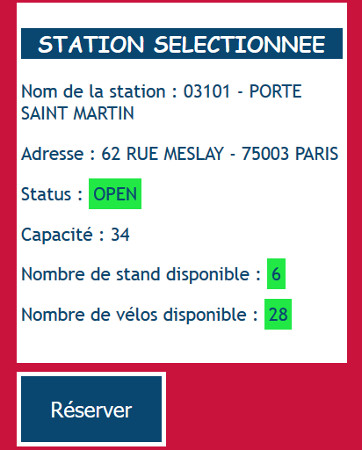 STATION SELECTIONNEE
Nom de la station : 03101 - PORTE
SAINT MARTIN
Adresse : 62 RUE MESLAY - 75003 PARIS
Status : OPEN
Capacité : 34
Nombre de stand disponible : 6
Nombre de vélos disponible : 28
Réserver